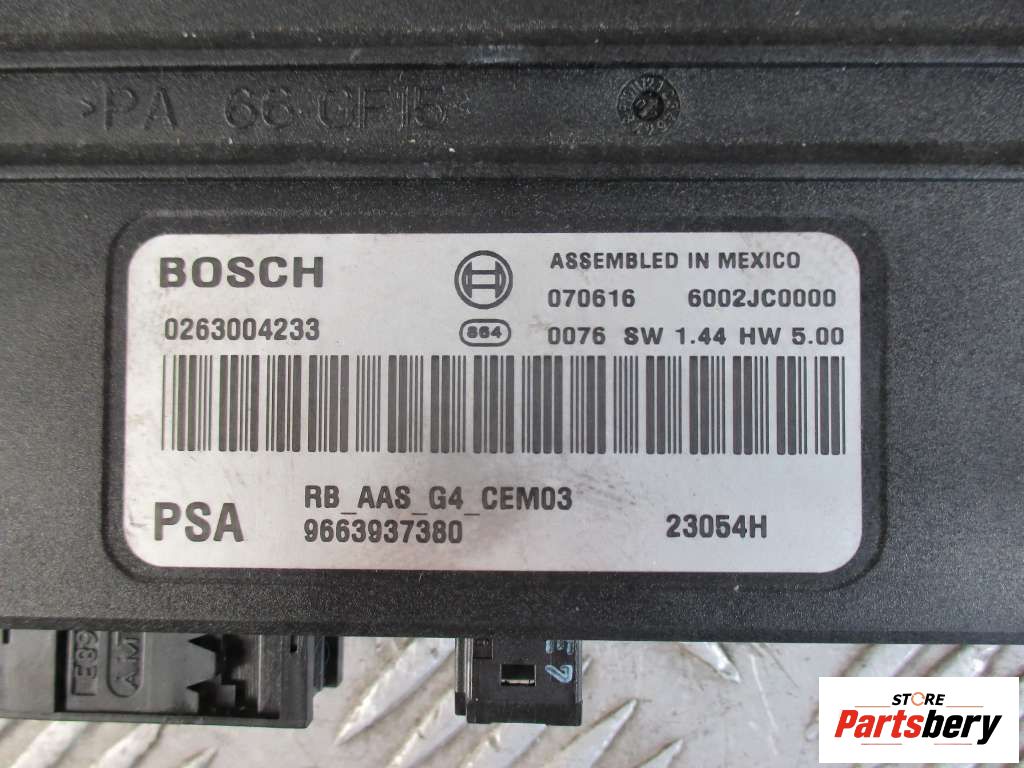 >PA 66 GF15<
BOSCH
ASSEMBLED IN MEXICO
070616 6002JC0000
0263004233
864
0076 SW 1.44 HW 5.00
PSA
RB_AAS_G4_CEM03
9663937380
23054H
AM
STORE
Partsbery